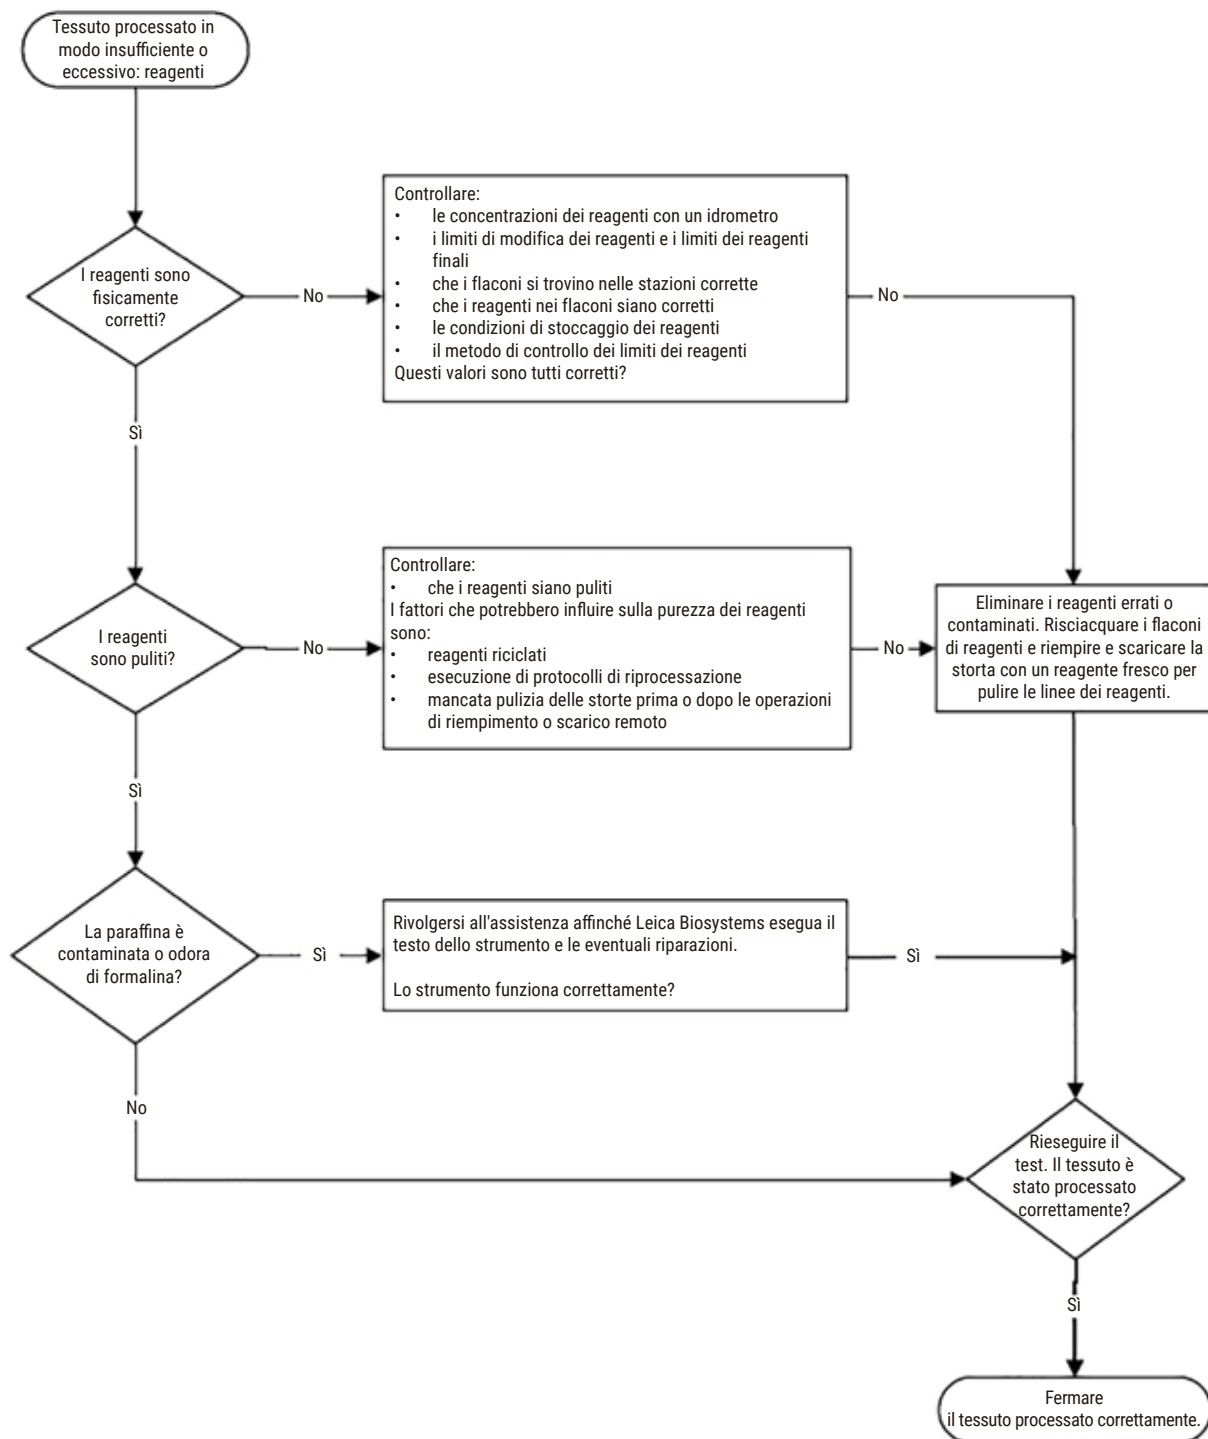 Tessuto processato in
modo insufficiente o
eccessivo: reagenti
Controllare:
• le concentrazioni dei reagenti con un idrometro
• i limiti di modifica dei reagenti e i limiti dei reagenti
finali
• che i flaconi si trovino nelle stazioni corrette
• che i reagenti nei flaconi siano corretti
• le condizioni di stoccaggio dei reagenti
• il metodo di controllo dei limiti dei reagenti
Questi valori sono tutti corretti?
I reagenti sono
fisicamente
corretti?
No
No
Sì
Controllare:
• che i reagenti siano puliti
I fattori che potrebbero influire sulla purezza dei reagenti
sono:
• reagenti riciclati
• esecuzione di protocolli di riprocessazione
• mancata pulizia delle storte prima o dopo le operazioni
di riempimento o scarico remoto
Eliminare i reagenti errati o
contaminati. Risciacquare i flaconi
di reagenti e riempire e scaricare la
storta con un reagente fresco per
pulire le linee dei reagenti.
I reagenti
sono puliti?
No
No
Sì
La paraffina è
contaminata o odora
di formalina?
Sì
Rivolgersi all'assistenza affinché Leica Biosystems esegua il
testo dello strumento e le eventuali riparazioni.
Lo strumento funziona correttamente?
Sì
No
Rieseguire il
test. Il tessuto è
stato processato
correttamente?
Sì
Fermare
il tessuto processato correttamente.